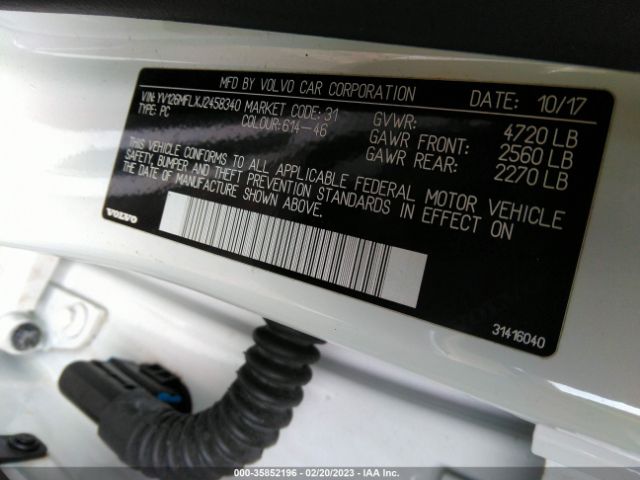 MFD BY VOLVO CAR CORPORATION DATE: 10/17
VIN: YV126MFLXJ2458340 MARKET CODE: 31 GVWR: 4720 LB
TYPE: PC COLOUR: 614-46 GAWR FRONT: 2560 LB
GAWR REAR: 2270 LB
THIS VEHICLE CONFORMS TO ALL APPLICABLE FEDERAL MOTOR VEHICLE
SAFETY, BUMPER AND THEFT PREVENTION STANDARDS IN EFFECT ON
THE DATE OF MANUFACTURE SHOWN ABOVE.
VOLVO
31416040
000-35852196 - 02/20/2023 - IAA Inc.